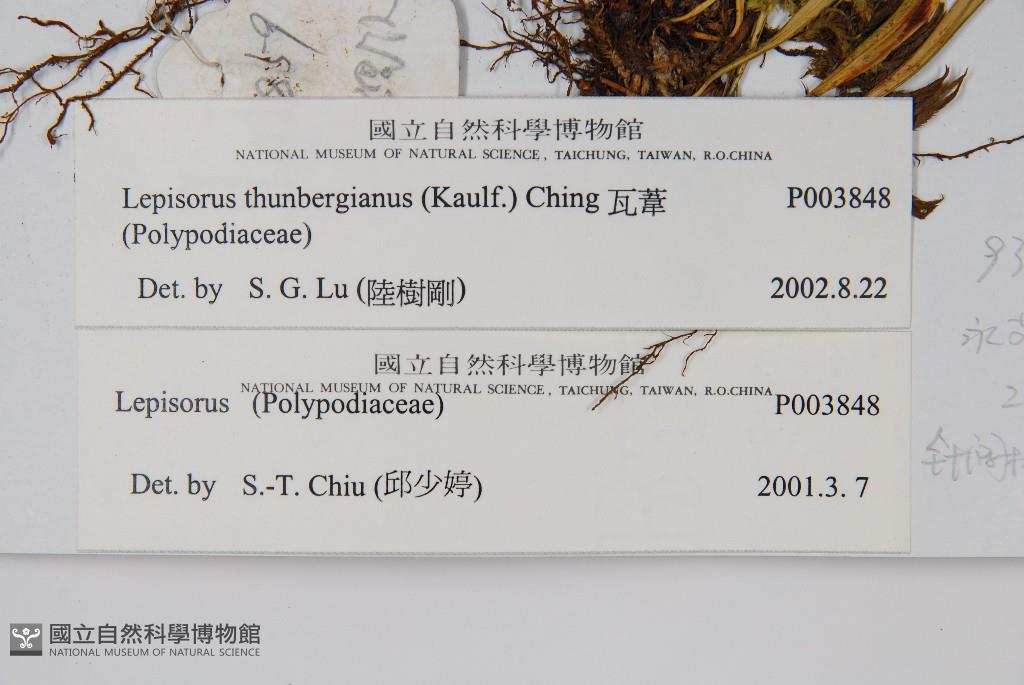 國立自然科學博物館
NATIONAL MUSEUM OF NATURAL SCIENCE, TAICHUNG, TAIWAN, R.O.CHINA
Lepisorus thunbergianus (Kaulf.) Ching 瓦葦 P003848
(Polypodiaceae)
Det. by S. G. Lu (陸樹剛) 2002.8.22
國立自然科學博物館
NATIONAL MUSEUM OF NATURAL SCIENCE, TAICHUNG, TAIWAN, R.O.CHINA
Lepisorus (Polypodiaceae) P003848
Det. by S.-T. Chiu (邱少婷) 2001.3. 7
93
2
國立自然科學博物館
NATIONAL MUSEUM OF NATURAL SCIENCE